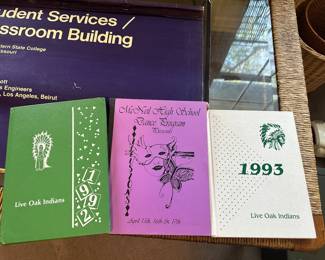 udent Services /
ssroom Building
tern State College
issouri
ott
s Engineers
, Los Angeles, Beirut
1992
Live Oak Indians
McNeil High School
Dance Program
Presents
April 15th, 16th & 17th
1993
Live Oak Indians